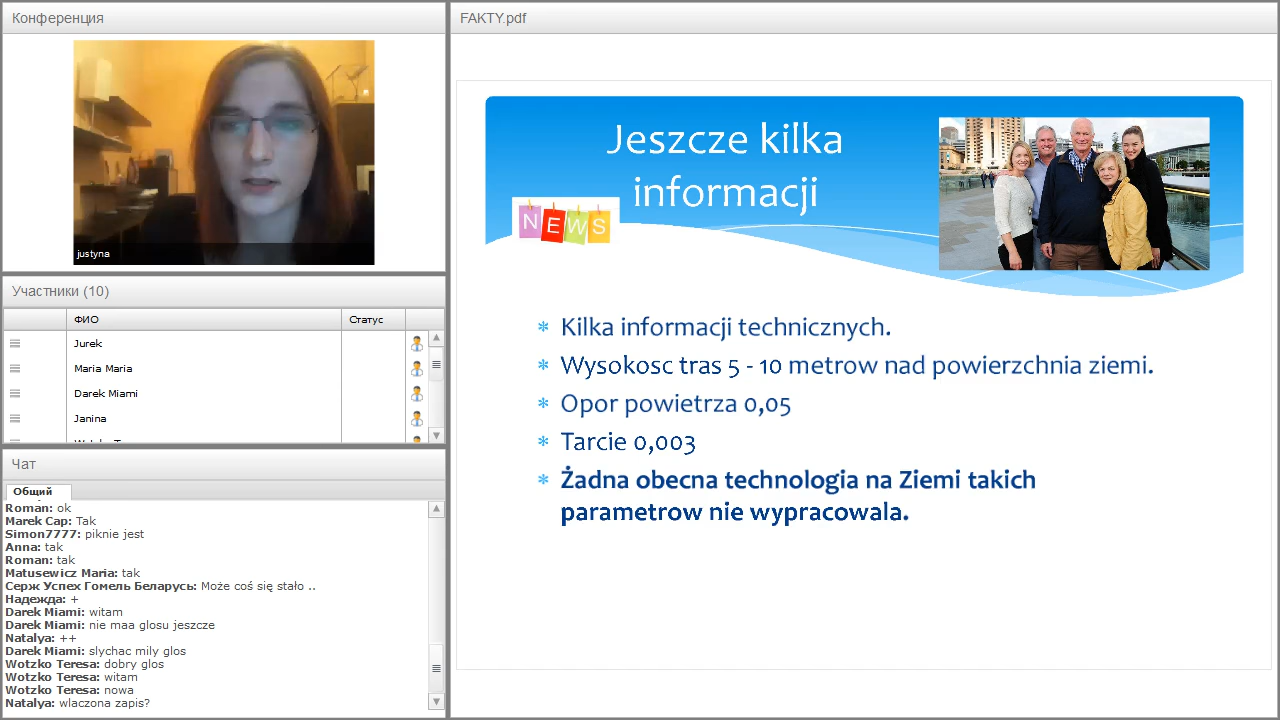 Конференция
justyna
Участники (10)
ФИО
Статус
Jurek
Maria Maria
Darek Miami
Janina
Чат
Общий
Roman: ok
Marek Cap: Tak
Simon7777: piknie jest
Anna: tak
Roman: tak
Matusewicz Maria: tak
Серж Успех Гомель Беларусь: Może coś się stało ..
Надежда: +
Darek Miami: witam
Darek Miami: nie maa glosu jeszcze
Natalya: ++
Darek Miami: slychac mily glos
Wotzko Teresa: dobry glos
Wotzko Teresa: witam
Wotzko Teresa: nowa
Natalya: wlaczona zapis?
FAKTY.pdf
Jeszcze kilka
informacji
NEWS
* Kilka informacji technicznych.
* Wysokosc tras 5 - 10 metrow nad powierzchnia ziemi.
* Opor powietrza 0,05
* Tarcie 0,003
* Żadna obecna technologia na Ziemi takich
parametrow nie wypracowala.